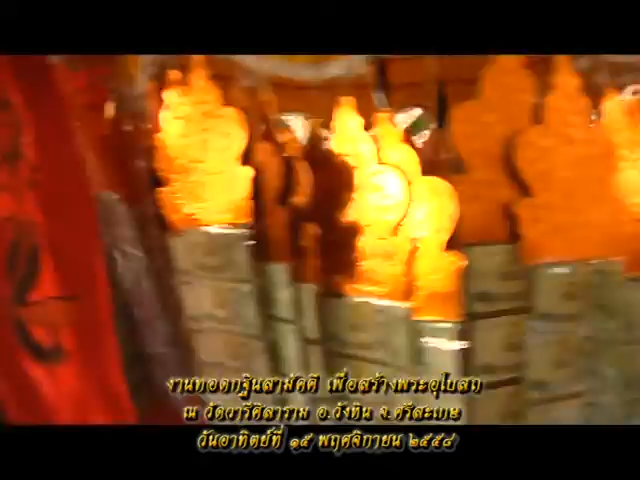 งานทอดกฐินสามัคคี เพื่อสร้างพระอุโบสถ
ณ วัดวารีศิลาราม อ.วังหิน จ.ศรีสะเกษ
วันอาทิตย์ที่ ๑๕ พฤศจิกายน ๒๕๕๔